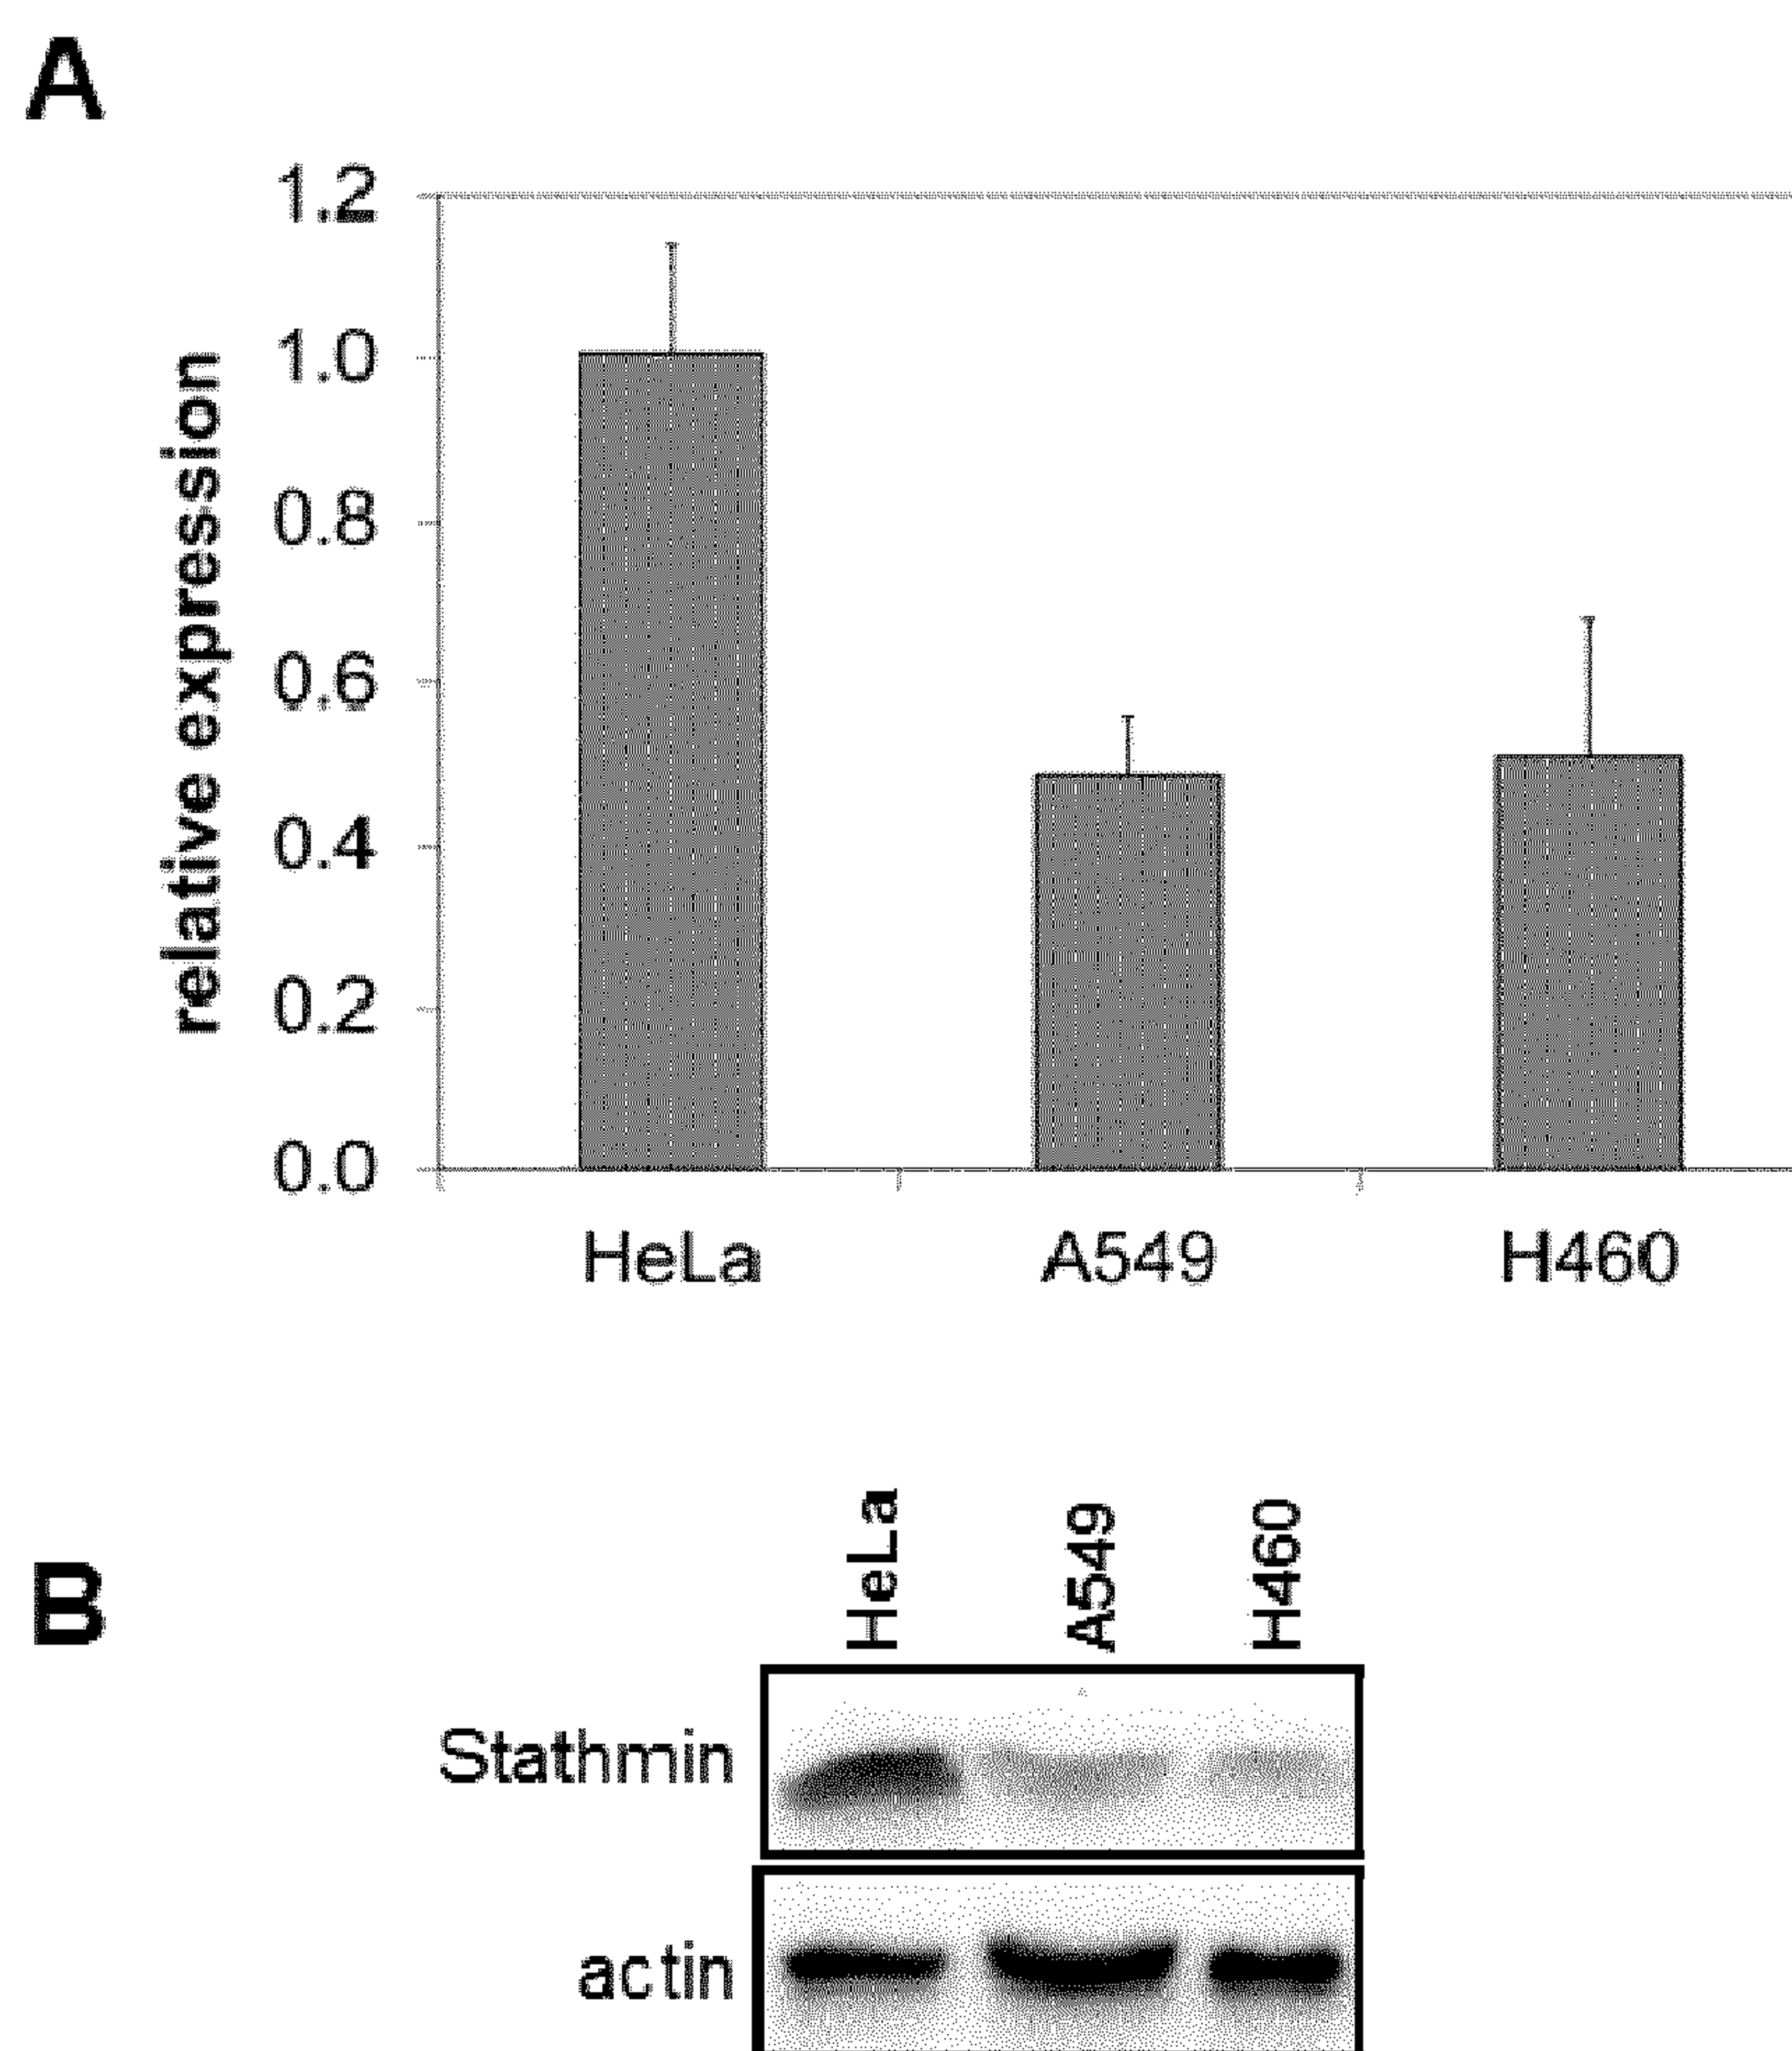 A
1.2
1.0
0.8
0.6
0.4
0.2
0.0
relative expression
HeLa A549 H460
B
HeLa A549 H460
Stathmin
actin